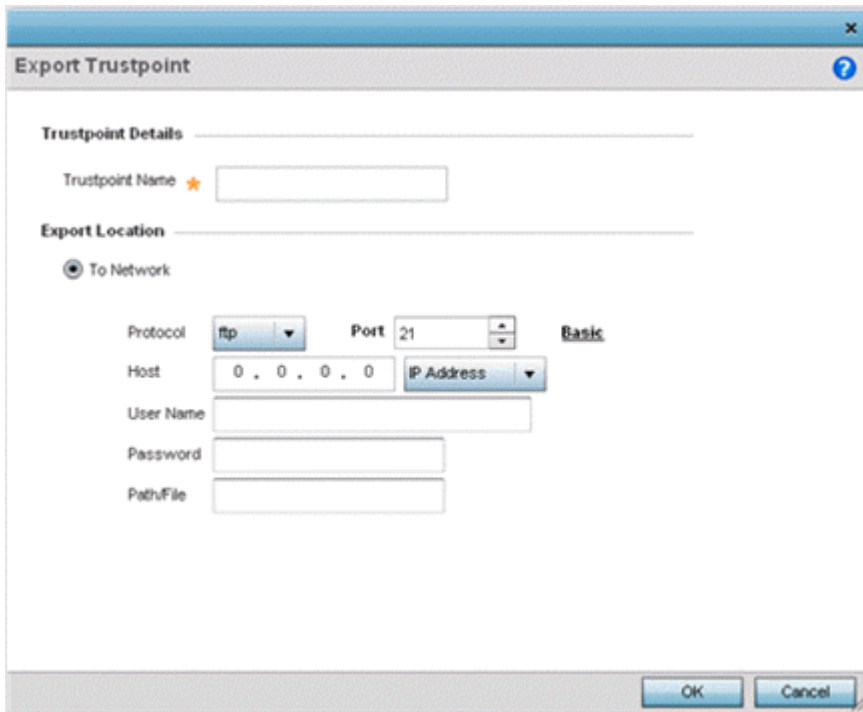 Export Trustpoint
?
Trustpoint Details
Trustpoint Name *
Export Location
To Network
Protocol ftp Port 21 Basic
Host 0 . 0 . 0 . 0 IP Address
User Name
Password
Path/File
OK Cancel